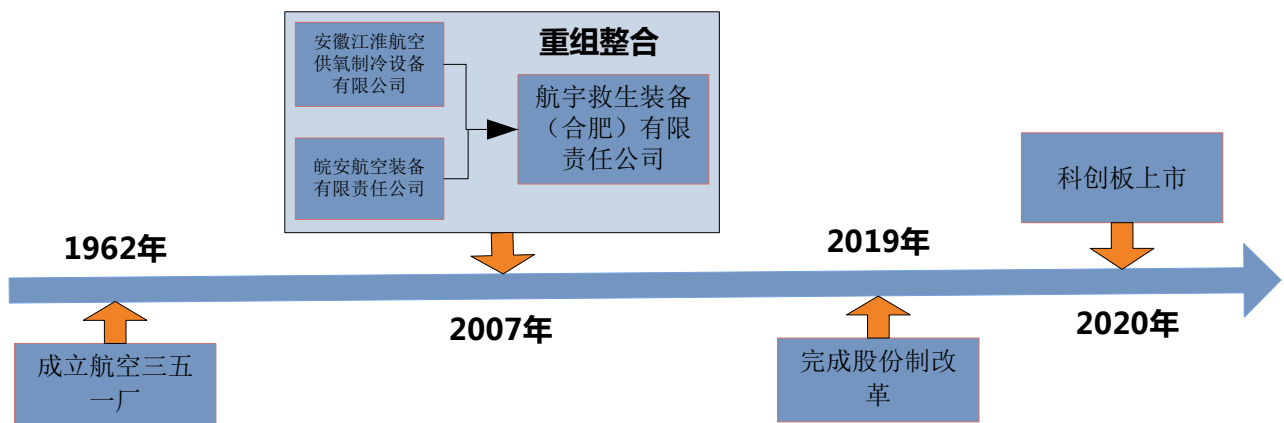 安徽江淮航空
供氧制冷设备
有限公司
皖安航空装备
有限责任公司
重组整合
航宇救生装备
（合肥）有限
责任公司
科创板上市
1962年
2019年
2007年
2020年
成立航空三五
一厂
完成股份制改
革